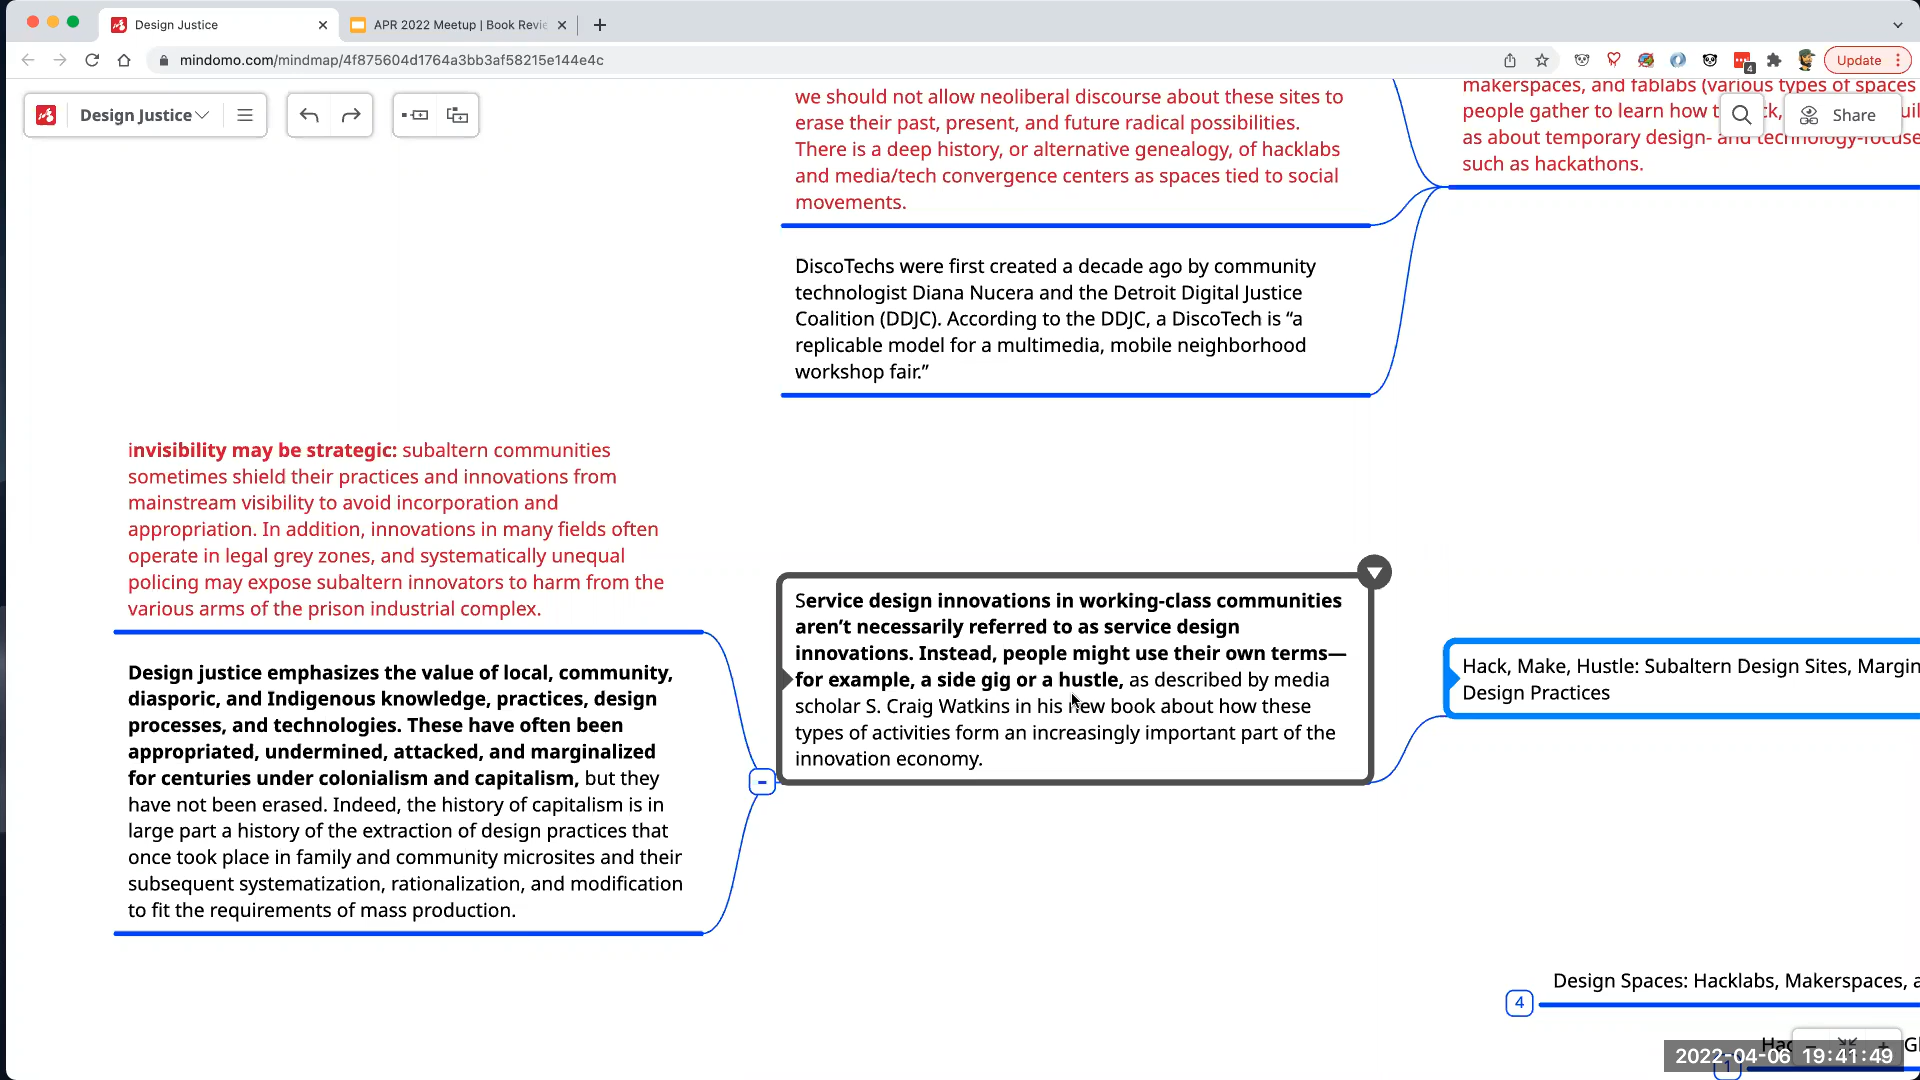 Design Justice
APR 2022 Meetup | Book Revie
mindomo.com/mindmap/4f875604d1764a3bb3af58215e144e4c
4
Update
Design Justice
Share
we should not allow neoliberal discourse about these sites to
erase their past, present, and future radical possibilities.
There is a deep history, or alternative genealogy, of hacklabs
and media/tech convergence centers as spaces tied to social
movements.
makerspaces, and fablabs (various types of spaces
people gather to learn how t
as about temporary design- and technology-focuse
such as hackathons.
DiscoTechs were first created a decade ago by community
technologist Diana Nucera and the Detroit Digital Justice
Coalition (DDJC). According to the DDJC, a DiscoTech is “a
replicable model for a multimedia, mobile neighborhood
workshop fair.”
invisibility may be strategic: subaltern communities
sometimes shield their practices and innovations from
mainstream visibility to avoid incorporation and
appropriation. In addition, innovations in many fields often
operate in legal grey zones, and systematically unequal
policing may expose subaltern innovators to harm from the
various arms of the prison industrial complex.
Design justice emphasizes the value of local, community,
diasporic, and Indigenous knowledge, practices, design
processes, and technologies. These have often been
appropriated, undermined, attacked, and marginalized
for centuries under colonialism and capitalism, but they
have not been erased. Indeed, the history of capitalism is in
large part a history of the extraction of design practices that
once took place in family and community microsites and their
subsequent systematization, rationalization, and modification
to fit the requirements of mass production.
Service design innovations in working-class communities
aren’t necessarily referred to as service design
innovations. Instead, people might use their own terms—
for example, a side gig or a hustle, as described by media
scholar S. Craig Watkins in his new book about how these
types of activities form an increasingly important part of the
innovation economy.
Hack, Make, Hustle: Subaltern Design Sites, Margin
Design Practices
Design Spaces: Hacklabs, Makerspaces, a
4
Hac
1
2022-04-06 19:41:49